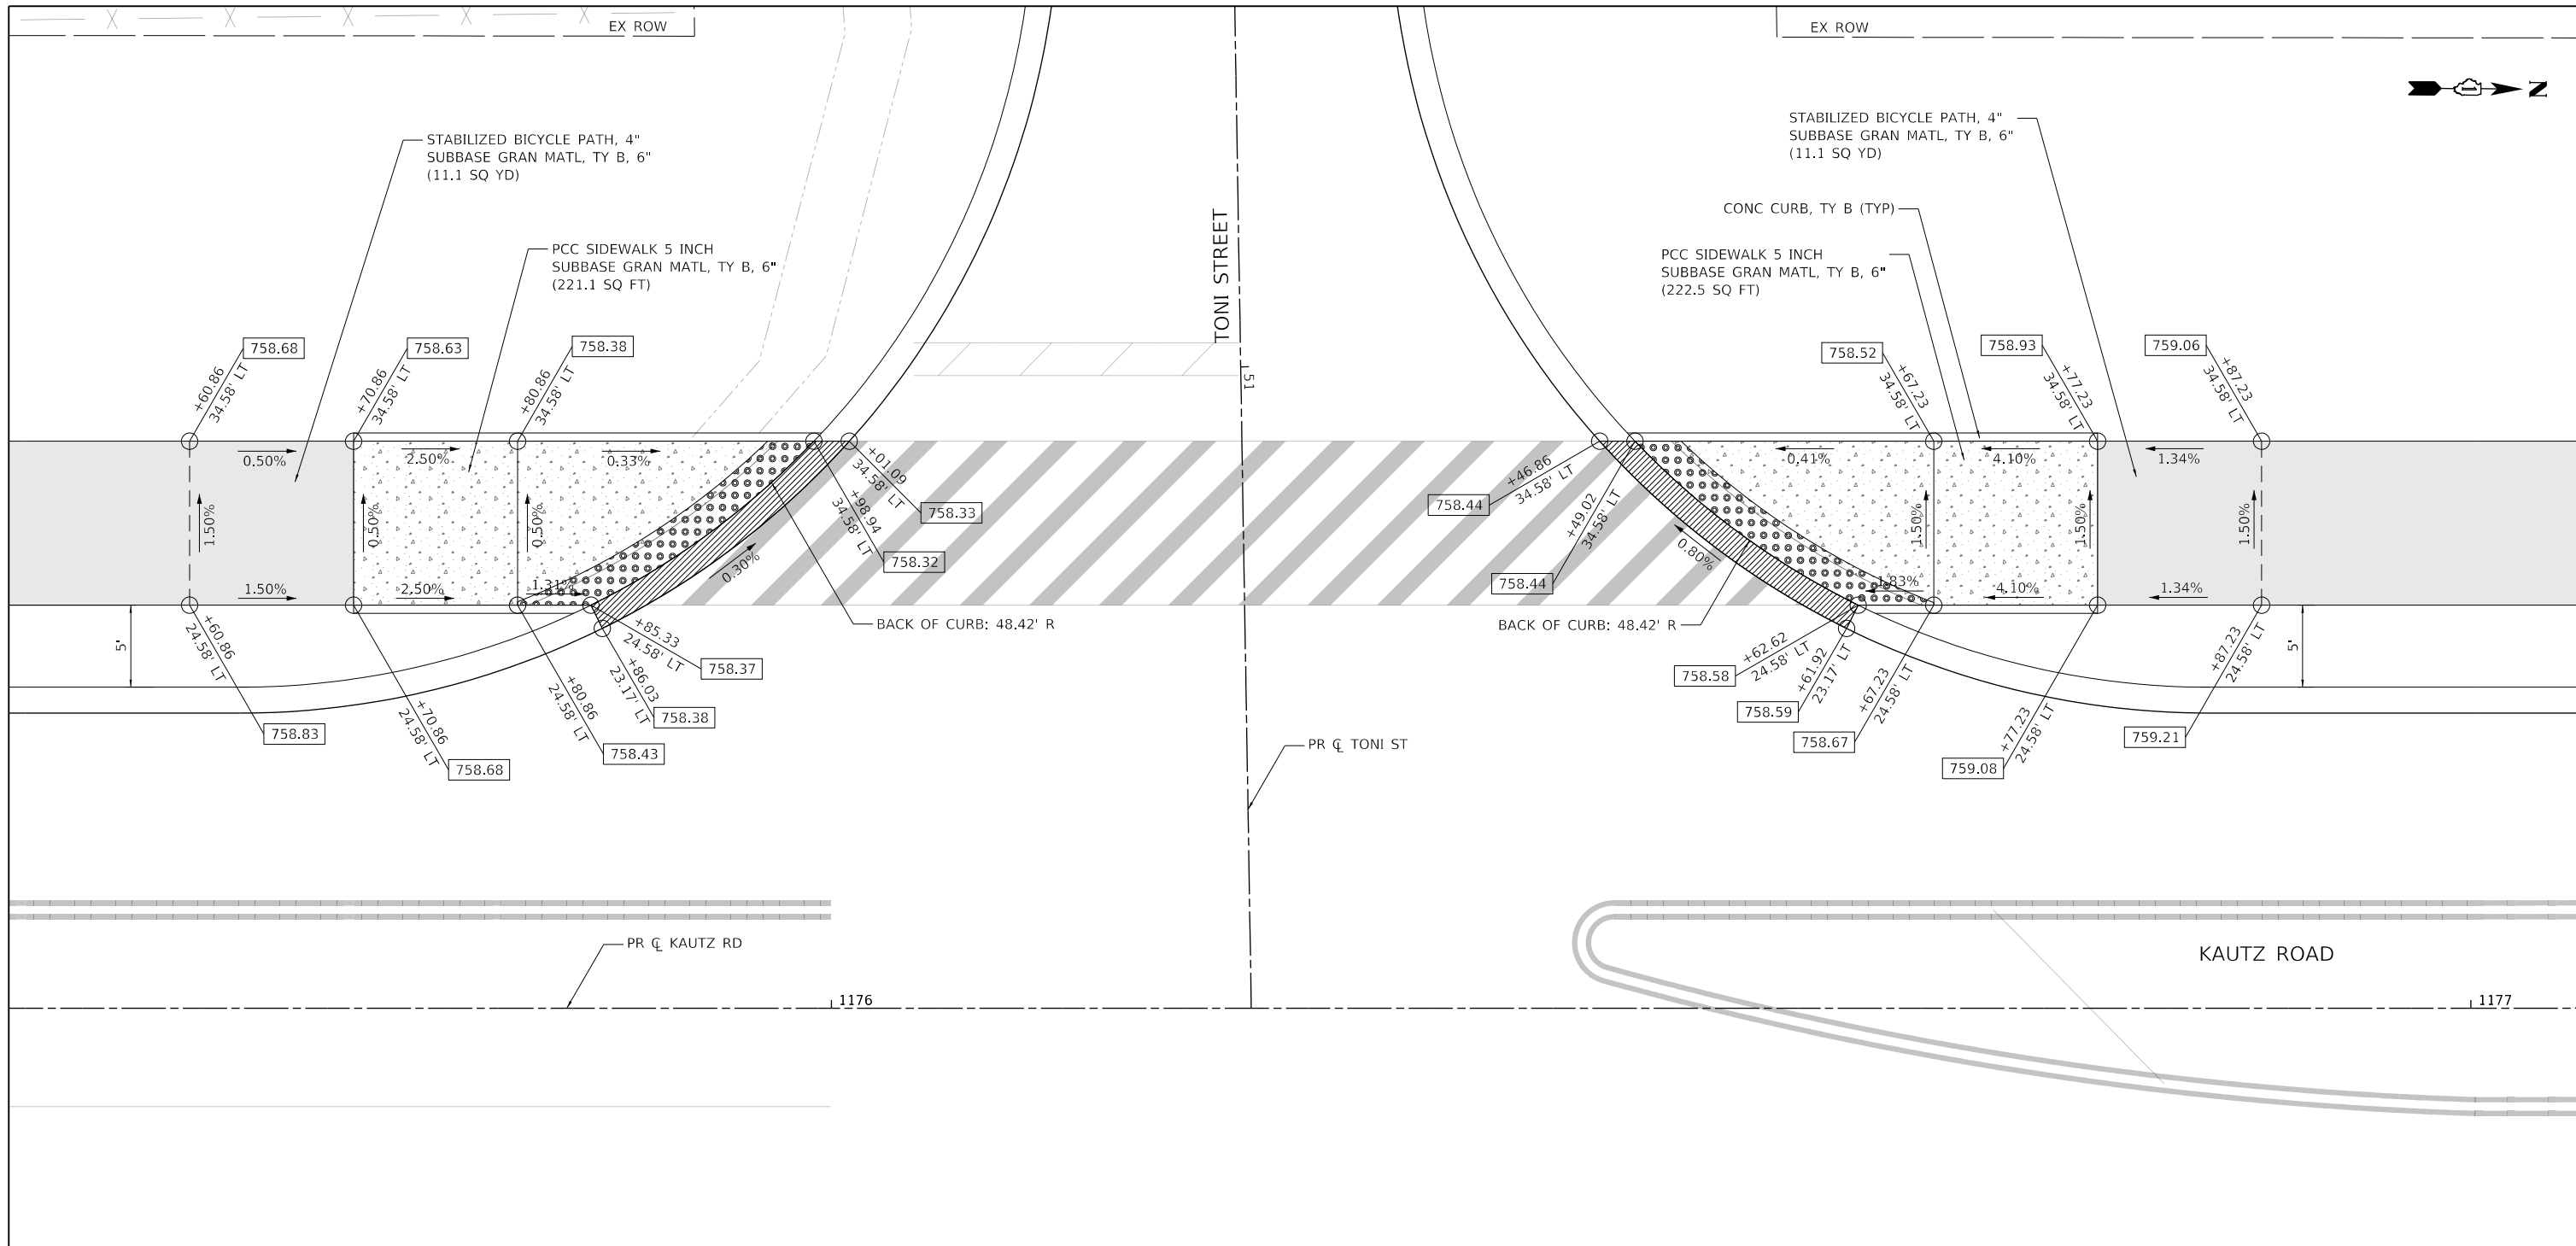 EX ROW
EX ROW
N
STABILIZED BICYCLE PATH, 4"
SUBBASE GRAN MATL, TY B, 6"
(11.1 SQ YD)
STABILIZED BICYCLE PATH, 4"
SUBBASE GRAN MATL, TY B, 6"
(11.1 SQ YD)
CONC CURB, TY B (TYP)
PCC SIDEWALK 5 INCH
SUBBASE GRAN MATL, TY B, 6"
(221.1 SQ FT)
PCC SIDEWALK 5 INCH
SUBBASE GRAN MATL, TY B, 6"
(222.5 SQ FT)
TONI STREET
51
758.68
+60.86
34.58' LT
758.63
+70.86
34.58' LT
758.38
+80.86
34.58' LT
758.52
+67.23
34.58' LT
758.93
+77.23
34.58' LT
759.06
+87.23
34.58' LT
0.50%
2.50%
0.33%
0.41%
4.10%
1.34%
+01.09
34.58' LT
758.33
+98.94
34.58' LT
758.32
+46.86
34.58' LT
758.44
+49.02
34.58' LT
758.44
1.50%
0.50%
0.50%
0.30%
0.80%
1.50%
1.50%
1.50%
1.50%
2.50%
1.31%
1.83%
4.10%
1.34%
BACK OF CURB: 48.42' R
BACK OF CURB: 48.42' R
5'
5'
+60.86
24.58' LT
758.83
+70.86
24.58' LT
758.68
+80.86
24.58' LT
758.43
+85.33
24.58' LT
758.37
+86.03
23.17' LT
758.38
+62.62
24.58' LT
758.58
+61.92
23.17' LT
758.59
+67.23
24.58' LT
758.67
+77.23
24.58' LT
759.08
+87.23
24.58' LT
759.21
PR CL TONI ST
PR CL KAUTZ RD
KAUTZ ROAD
1176
1177